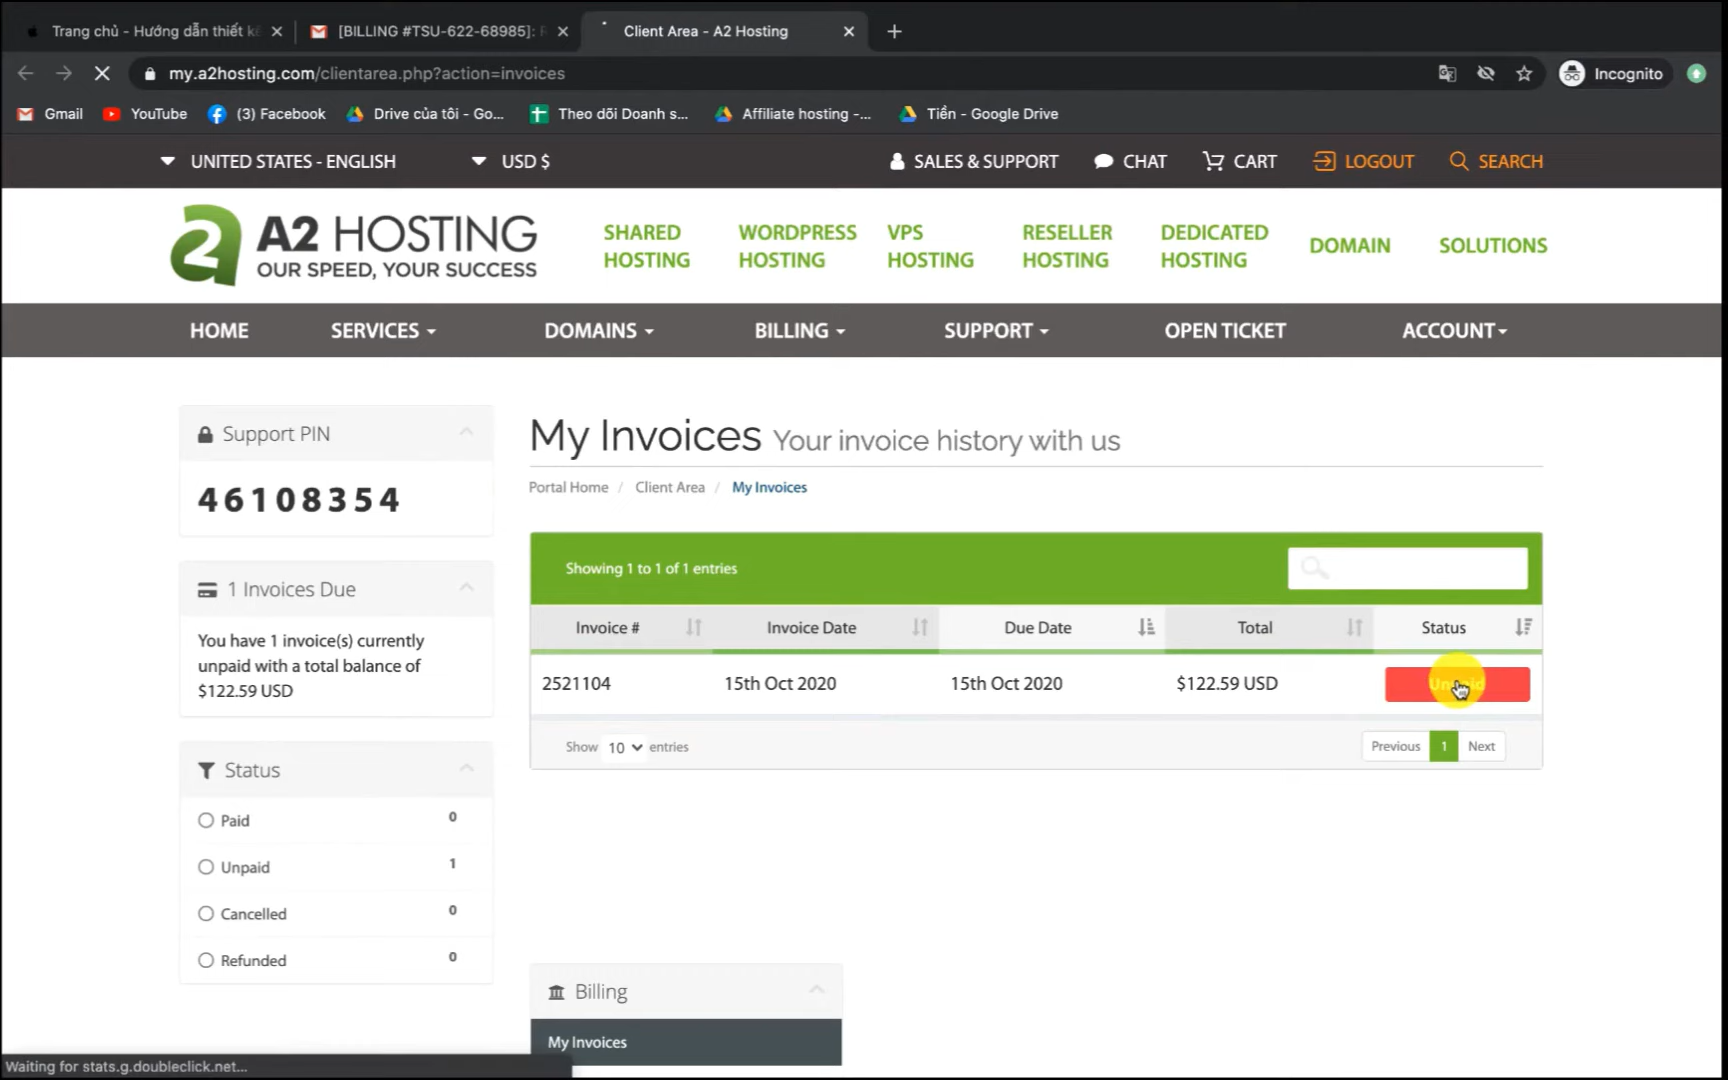 Trang chủ - Hướng dẫn thiết kế
[BILLING #TSU-622-68985]: R
Client Area - A2 Hosting
my.a2hosting.com/clientarea.php?action=invoices
Incognito
Gmail
YouTube
(3) Facebook
Drive của tôi - Go...
Theo dõi Doanh s...
Affiliate hosting -...
Tiền - Google Drive
UNITED STATES - ENGLISH
USD $
SALES & SUPPORT
CHAT
CART
LOGOUT
SEARCH
A2 HOSTING
OUR SPEED, YOUR SUCCESS
SHARED
HOSTING
WORDPRESS
HOSTING
VPS
HOSTING
RESELLER
HOSTING
DEDICATED
HOSTING
DOMAIN
SOLUTIONS
HOME
SERVICES
DOMAINS
BILLING
SUPPORT
OPEN TICKET
ACCOUNT
Support PIN
46108354
1 Invoices Due
You have 1 invoice(s) currently
unpaid with a total balance of
$122.59 USD
Status
Paid 0
Unpaid 1
Cancelled 0
Refunded 0
My Invoices Your invoice history with us
Portal Home / Client Area / My Invoices
Showing 1 to 1 of 1 entries
Invoice # Invoice Date Due Date Total Status
2521104 15th Oct 2020 15th Oct 2020 $122.59 USD Unpaid
Show 10 entries
Previous 1 Next
Billing
My Invoices
Waiting for stats.g.doubleclick.net...